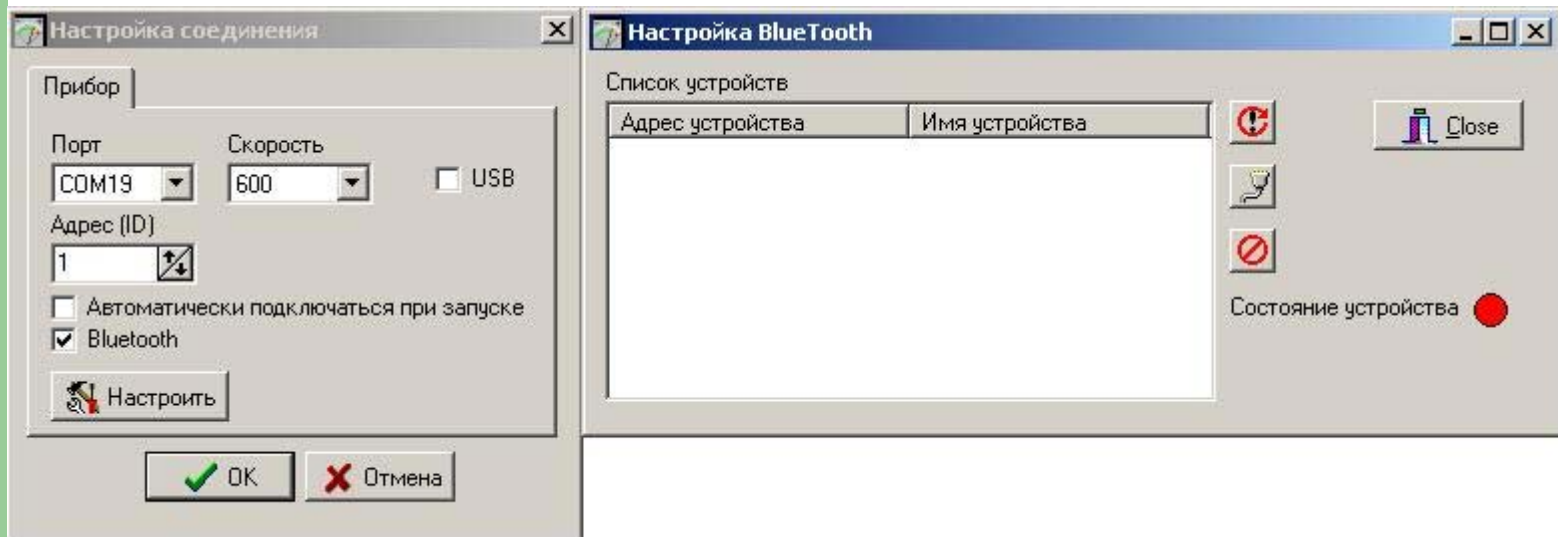 Настройка соединения
Прибор
Порт
Скорость
COM19
600
USB
Адрес (ID)
1
Автоматически подключаться при запуске
Bluetooth
Настроить
OK
Отмена
Настройка BlueTooth
Список устройств
Адрес устройства
Имя устройства
Close
Состояние устройства